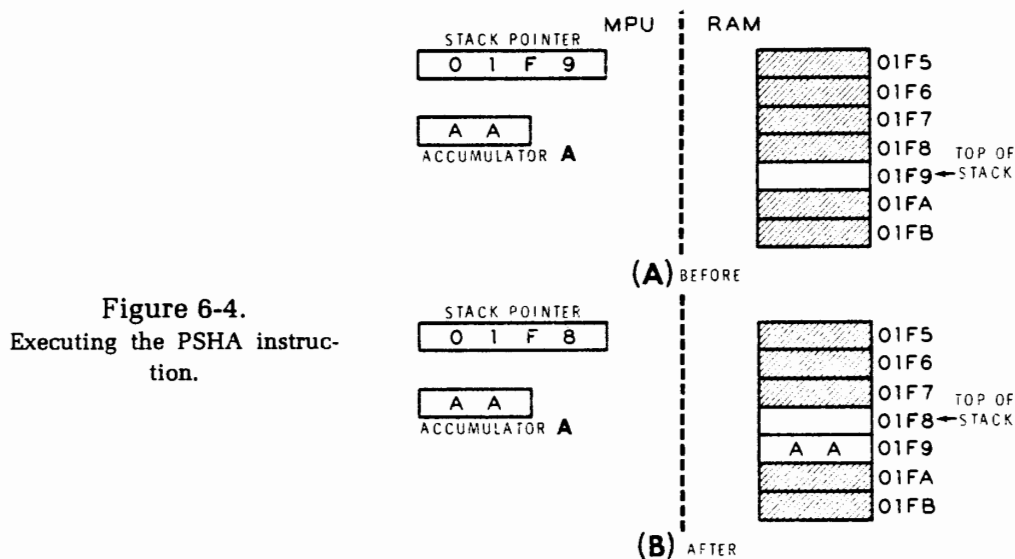 MPU RAM
STACK POINTER
0 1 F 9
A A
ACCUMULATOR A
01F5
01F6
01F7
01F8
01F9 ← TOP OF STACK
01FA
01FB
(A) BEFORE
Figure 6-4.
Executing the PSHA instruc-
tion.
STACK POINTER
0 1 F 8
A A
ACCUMULATOR A
01F5
01F6
01F7
01F8 ← TOP OF STACK
01F9
A A
01FA
01FB
(B) AFTER